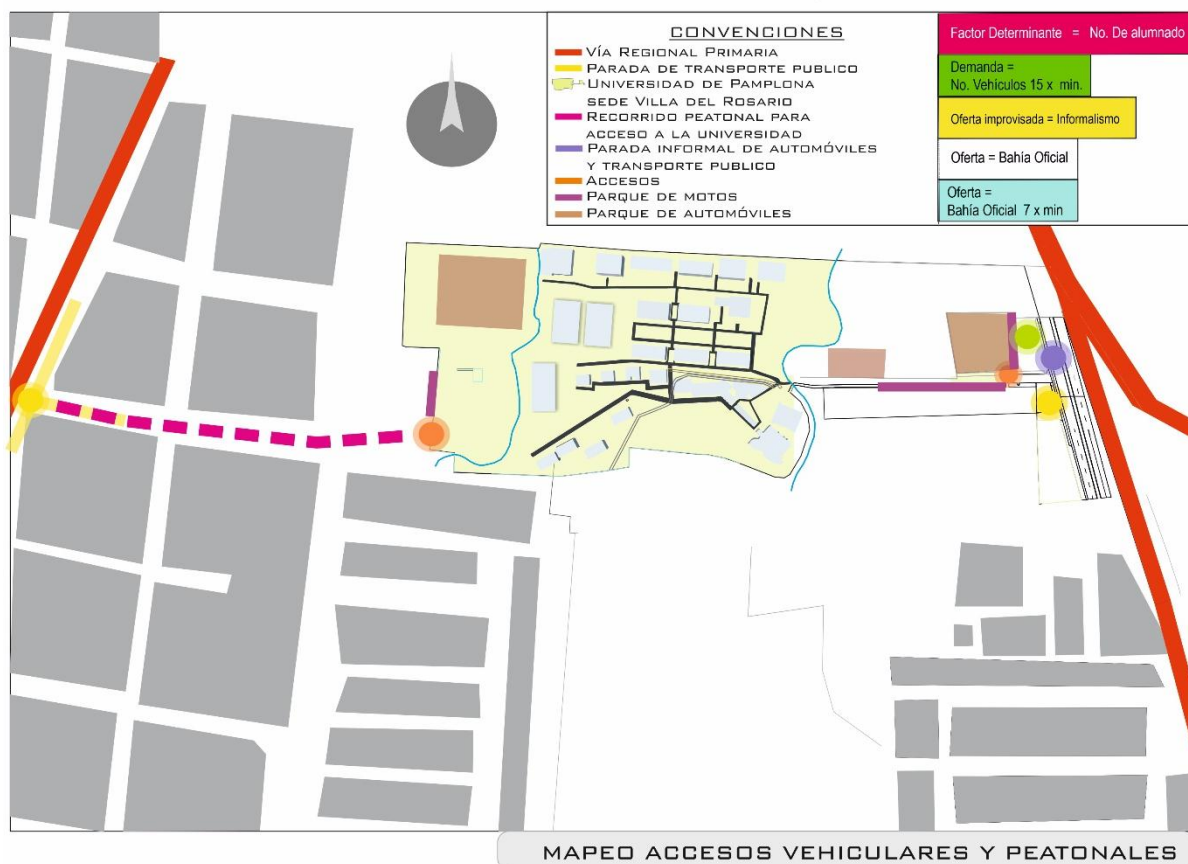 CONVENCIONES
VÍA REGIONAL PRIMARIA
PARADA DE TRANSPORTE PUBLICO
UNIVERSIDAD DE PAMPLONA
SEDE VILLA DEL ROSARIO
RECORRIDO PEATONAL PARA
ACCESO A LA UNIVERSIDAD
PARADA INFORMAL DE AUTOMÓVILES
Y TRANSPORTE PUBLICO
ACCESOS
PARQUE DE MOTOS
PARQUE DE AUTOMÓVILES
Factor Determinante = No. De alumnado
Demanda =
No. Vehículos 15 x min.
Oferta improvisada = Informalismo
Oferta = Bahía Oficial
Oferta =
Bahía Oficial 7 x min
MAPEO ACCESOS VEHICULARES Y PEATONALES